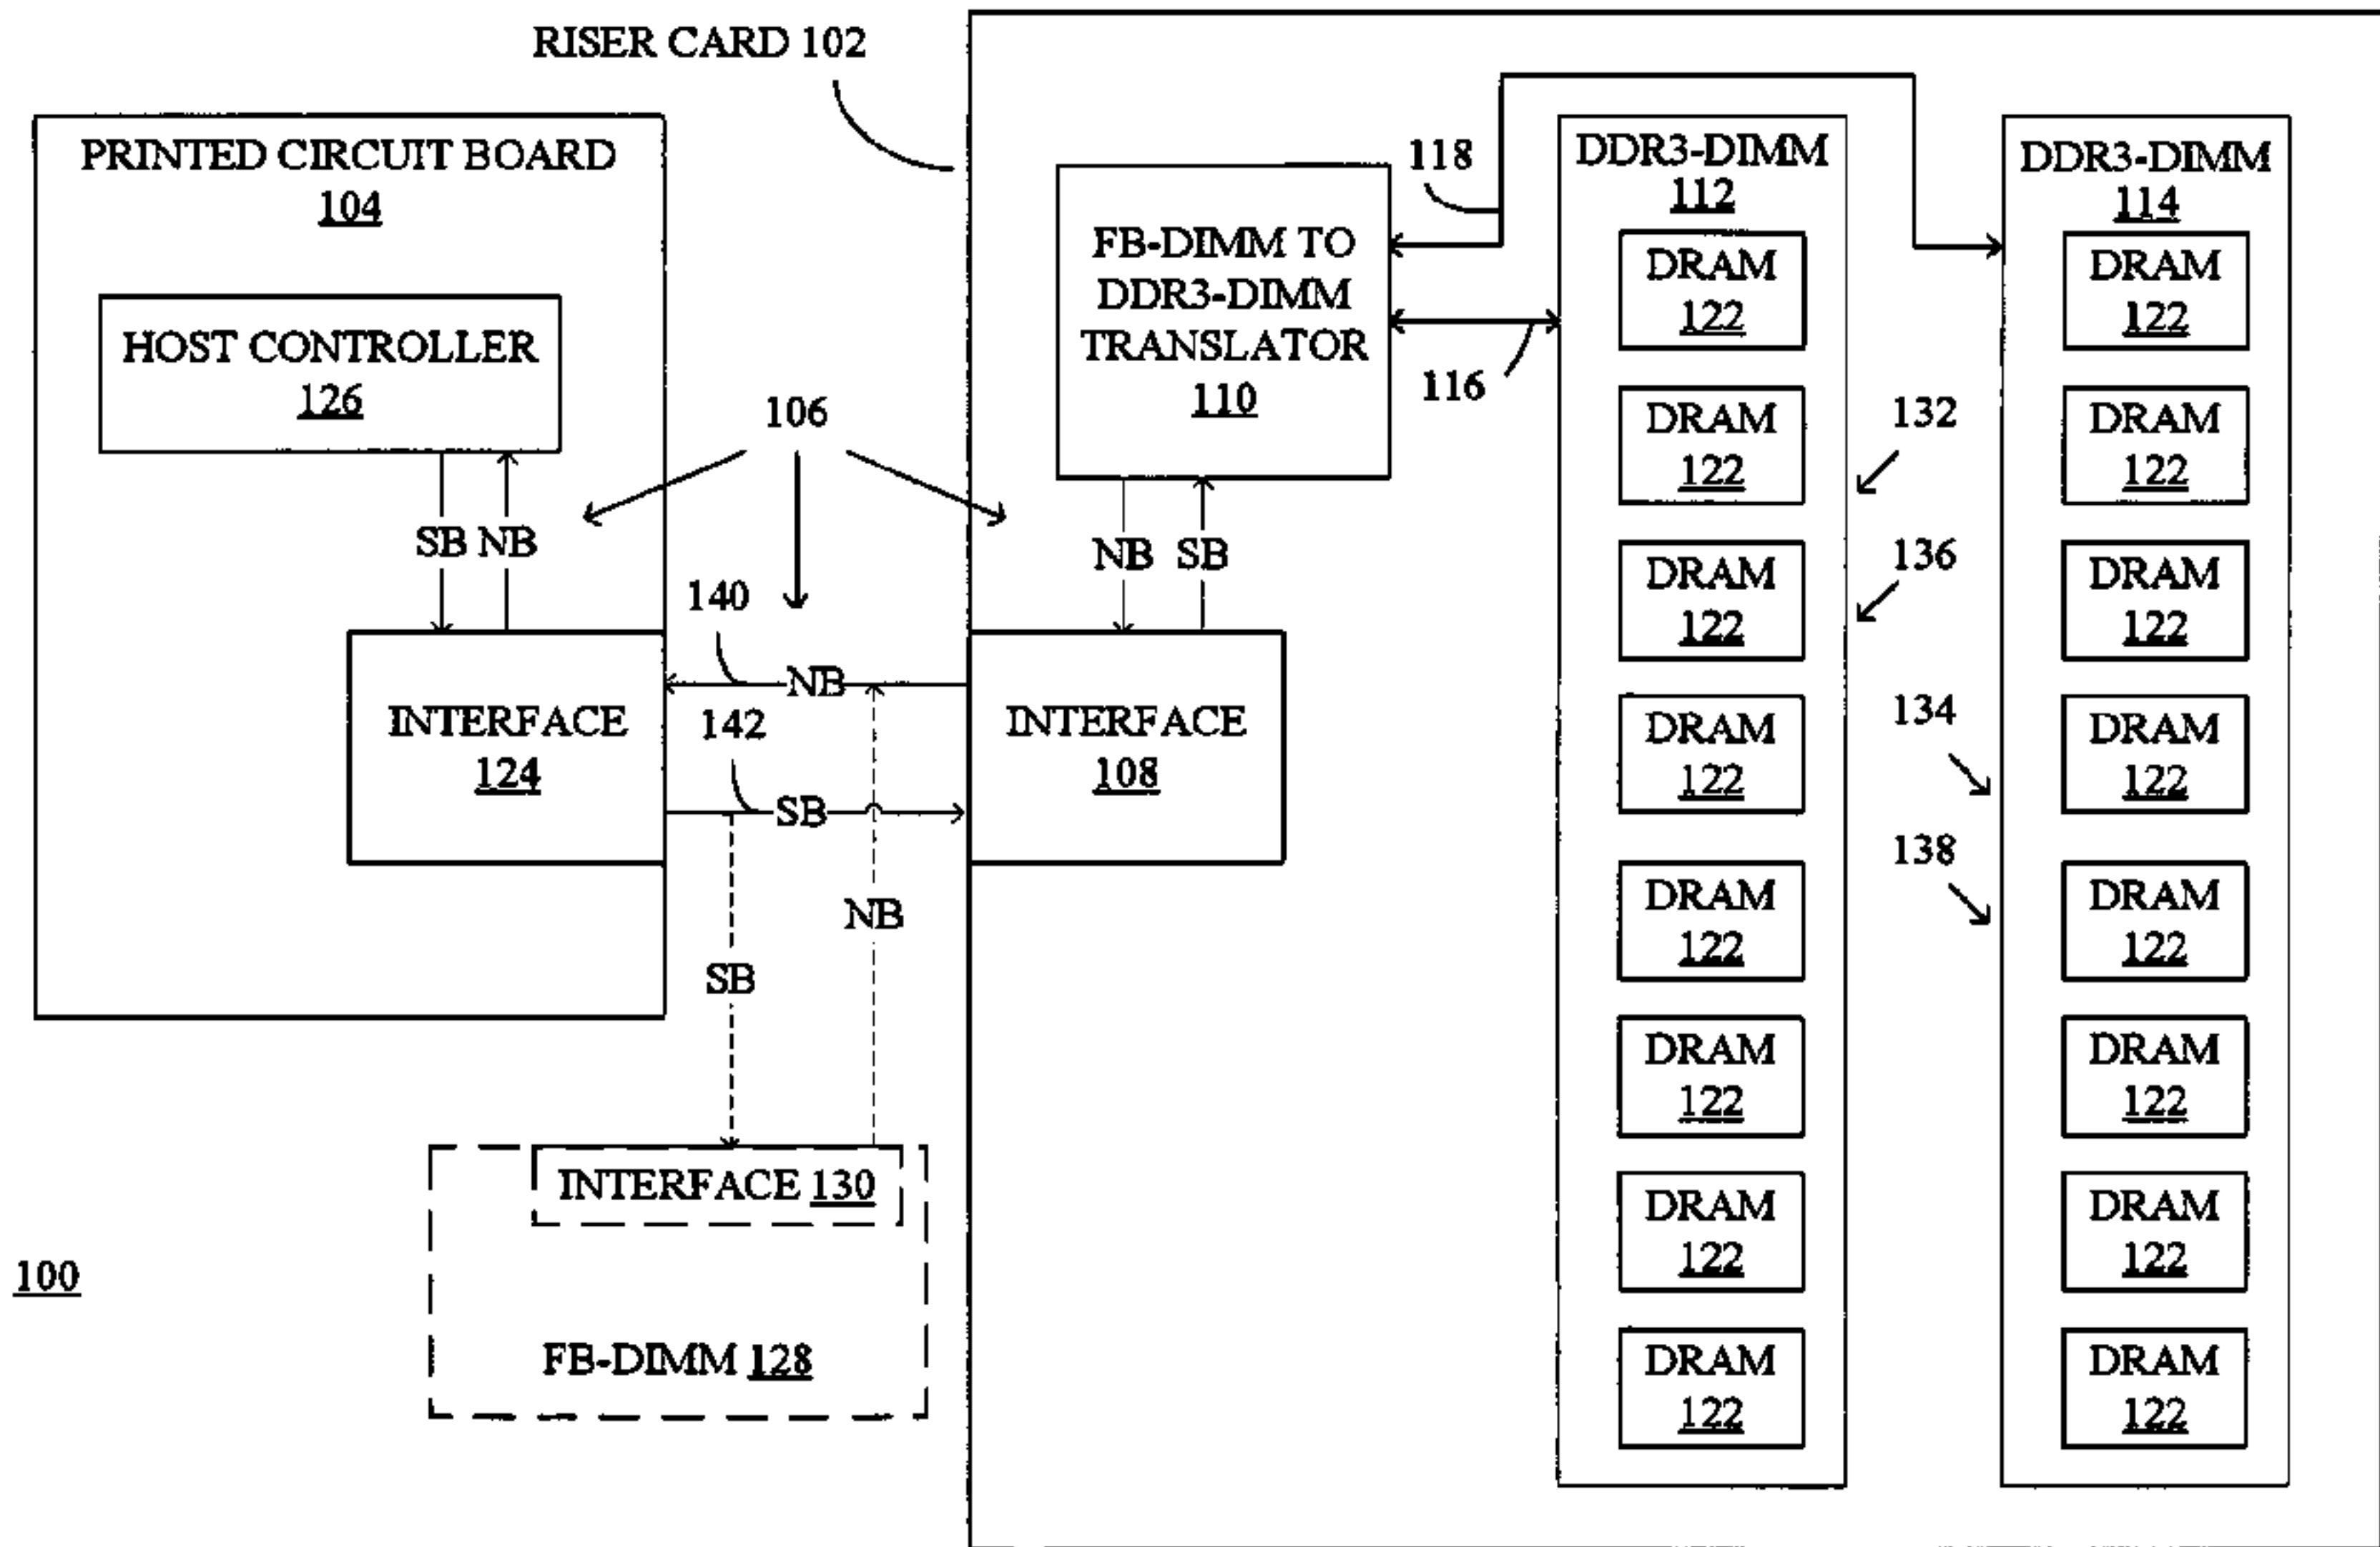 RISER CARD 102
PRINTED CIRCUIT BOARD
104
HOST CONTROLLER
126
SB NB
106
INTERFACE
124
140
NB
142
SB
SB
NB
INTERFACE 130
FB-DIMM 128
100
FB-DIMM TO
DDR3-DIMM
TRANSLATOR
110
NB SB
INTERFACE
108
118
116
DDR3-DIMM
112
DRAM
122
DRAM
122
DRAM
122
DRAM
122
DRAM
122
DRAM
122
DRAM
122
DRAM
122
132
136
134
138
DDR3-DIMM
114
DRAM
122
DRAM
122
DRAM
122
DRAM
122
DRAM
122
DRAM
122
DRAM
122
DRAM
122